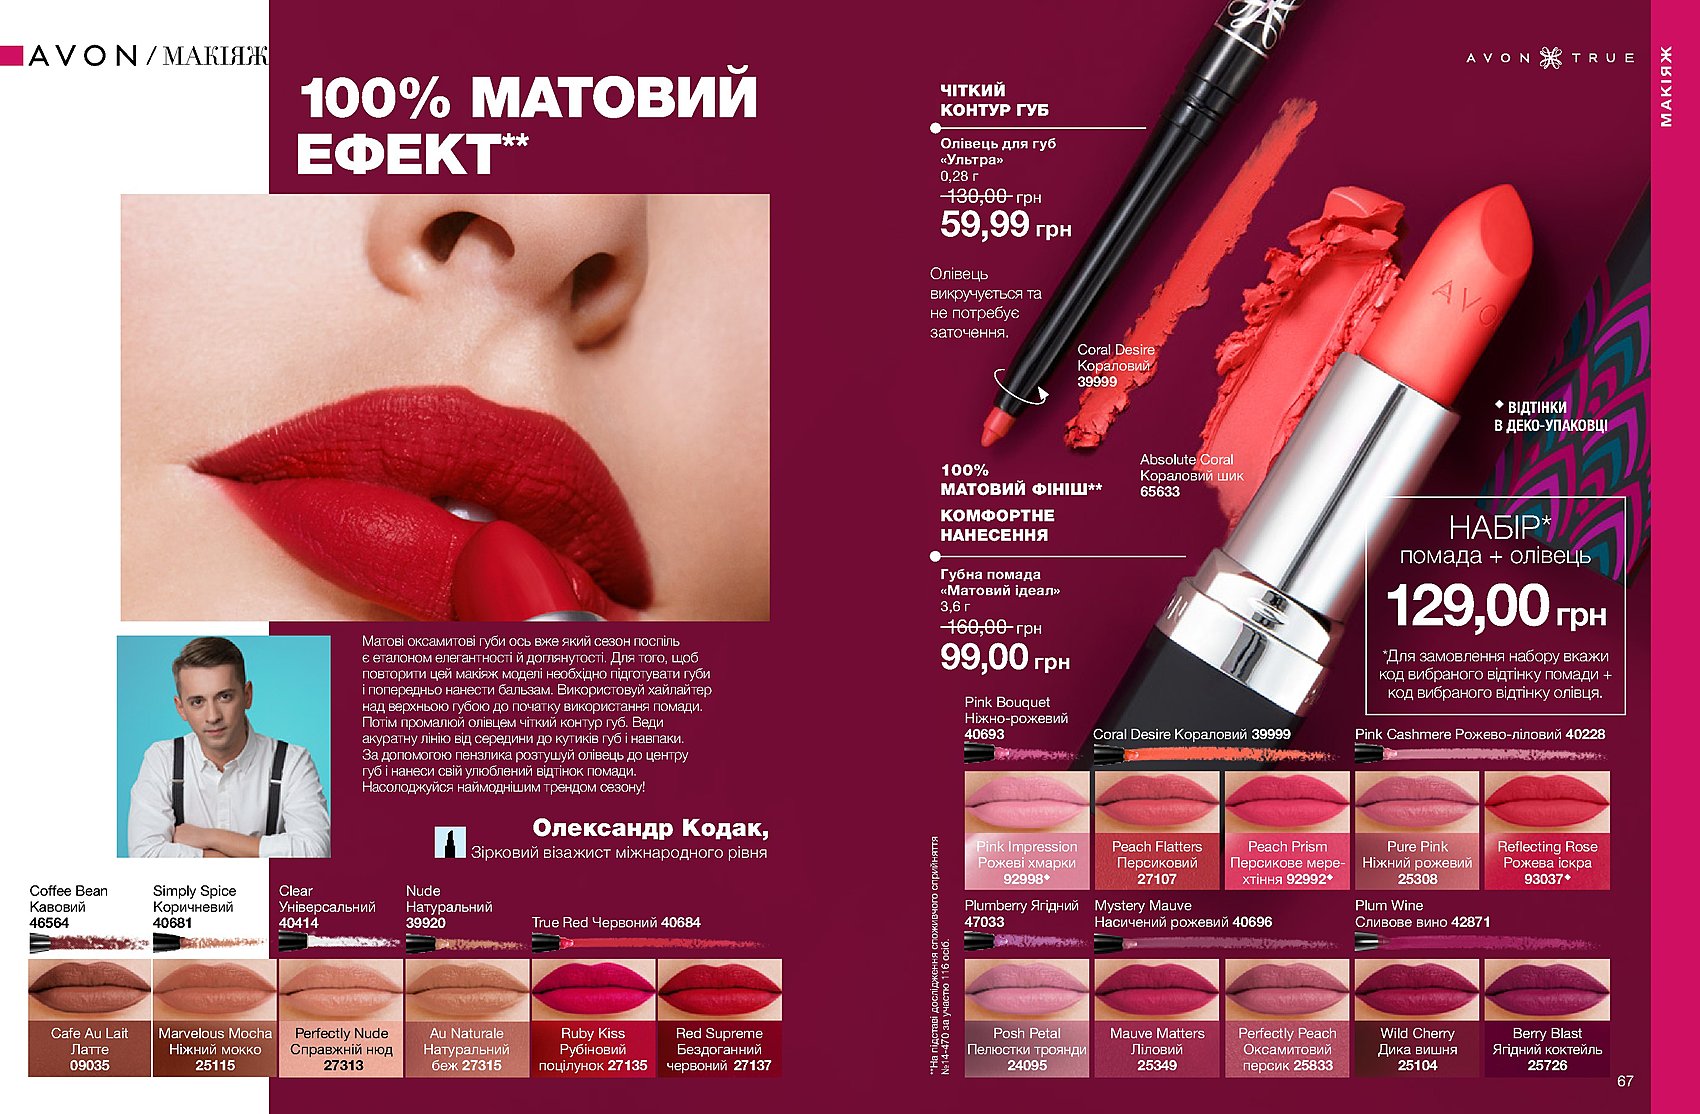 AVON / МАКІЯЖ
100% МАТОВИЙ
ЕФЕКТ**
Матові оксамитові губи ось вже який сезон поспіль
є еталоном елегантності й доглянутості. Для того, щоб
повторити цей макіяж моделі необхідно підготувати губи
і попередньо нанести бальзам. Використовуй хайлайтер
над верхньою губою до початку використання помади.
Потім промалюй олівцем чіткий контур губ. Веди
акуратну лінію від середини до кутиків губ і навпаки.
За допомогою пензлика розтушуй олівець до центру
губ і нанеси свій улюблений відтінок помади.
Насолоджуйся наймоднішим трендом сезону!
Олександр Кодак,
Зірковий візажист міжнародного рівня
Coffee Bean
Кавовий
46564
Simply Spice
Коричневий
40681
Clear
Універсальний
40414
Nude
Натуральний
39920
True Red Червоний 40684
Cafe Au Lait
Латте
09035
Marvelous Mocha
Ніжний мокко
25115
Perfectly Nude
Справжній нюд
27313
Au Naturale
Натуральний
беж 27315
Ruby Kiss
Рубіновий
поцілунок 27135
Red Supreme
Бездоганний
червоний 27137
AVON TRUE
МАКІЯЖ
ЧІТКИЙ
КОНТУР ГУБ
Олівець для губ
«Ультра»
0,28 г
130,00 грн
59,99 грн
Олівець
викручується та
не потребує
заточення.
Coral Desire
Кораловий
39999
AVO
Absolute Coral
Кораловий шик
65633
◆ ВІДТІНКИ
В ДЕКО-УПАКОВЦІ
100%
МАТОВИЙ ФІНІШ**
КОМФОРТНЕ
НАНЕСЕННЯ
Губна помада
«Матовий ідеал»
3,6 г
160,00 грн
99,00 грн
НАБІР*
помада + олівець
129,00 грн
*Для замовлення набору вкажи
код вибраного відтінку помади +
код вибраного відтінку олівця.
Pink Bouquet
Ніжно-рожевий
40693
Coral Desire Кораловий 39999
Pink Cashmere Рожево-ліловий 40228
Pink Impression
Рожеві хмарки
92998◆
Peach Flatters
Персиковий
27107
Peach Prism
Персикове мере-
хтіння 92992◆
Pure Pink
Ніжний рожевий
25308
Reflecting Rose
Рожева іскра
93037◆
Plumberry Ягідний
47033
Mystery Mauve
Насичений рожевий 40696
Plum Wine
Сливове вино 42871
Posh Petal
Пелюстки троянди
24095
Mauve Matters
Ліловий
25349
Perfectly Peach
Оксамитовий
персик 25833
Wild Cherry
Дика вишня
25104
Berry Blast
Ягідний коктейль
25726
**На підставі дослідження споживчого сприйняття
№14-470 за участю 116 осіб.
67